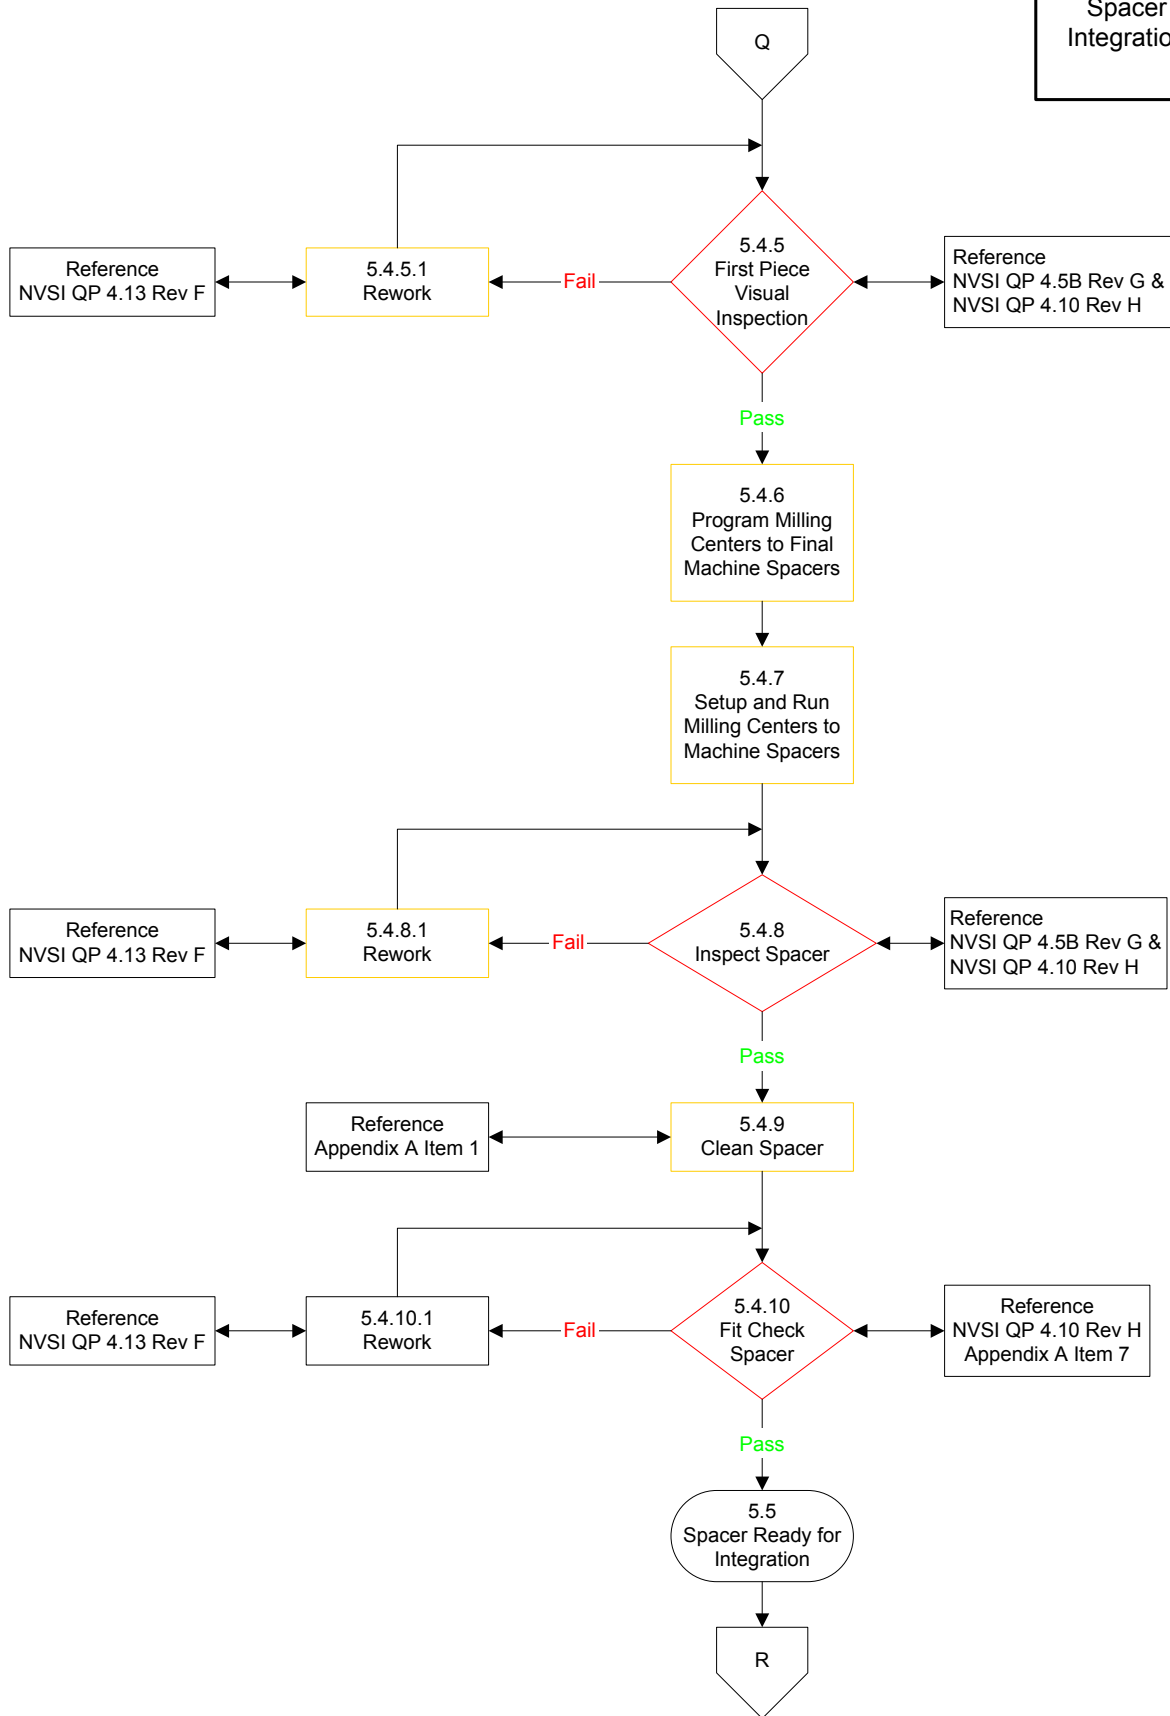 Spacer
Integratio
Q
Reference
NVSI QP 4.13 Rev F
5.4.5.1
Rework
Fail
5.4.5
First Piece
Visual
Inspection
Reference
NVSI QP 4.5B Rev G &
NVSI QP 4.10 Rev H
Pass
5.4.6
Program Milling
Centers to Final
Machine Spacers
5.4.7
Setup and Run
Milling Centers to
Machine Spacers
Reference
NVSI QP 4.13 Rev F
5.4.8.1
Rework
Fail
5.4.8
Inspect Spacer
Reference
NVSI QP 4.5B Rev G &
NVSI QP 4.10 Rev H
Pass
Reference
Appendix A Item 1
5.4.9
Clean Spacer
Reference
NVSI QP 4.13 Rev F
5.4.10.1
Rework
Fail
5.4.10
Fit Check
Spacer
Reference
NVSI QP 4.10 Rev H
Appendix A Item 7
Pass
5.5
Spacer Ready for
Integration
R